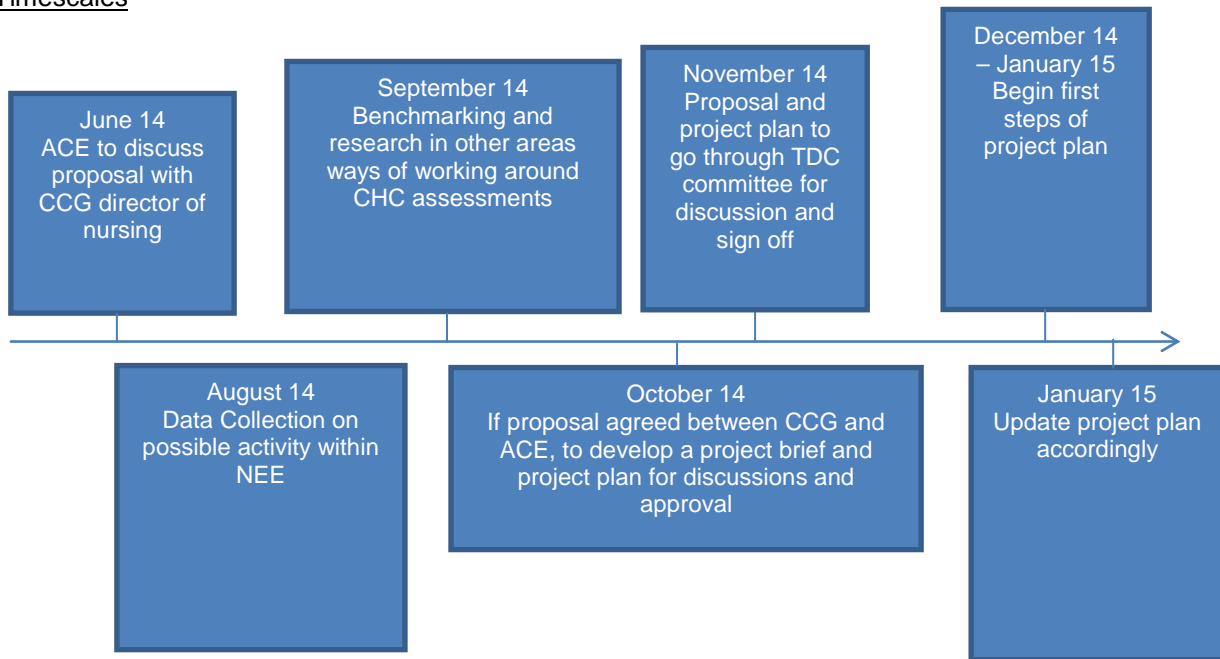 Timescales
June 14
ACE to discuss
proposal with
CCG director of
nursing
September 14
Benchmarking and
research in other areas
ways of working around
CHC assessments
November 14
Proposal and
project plan to
go through TDC
committee for
discussion and
sign off
December 14
– January 15
Begin first
steps of
project plan
August 14
Data Collection on
possible activity within
NEE
October 14
If proposal agreed between CCG and
ACE, to develop a project brief and
project plan for discussions and
approval
January 15
Update project plan
accordingly